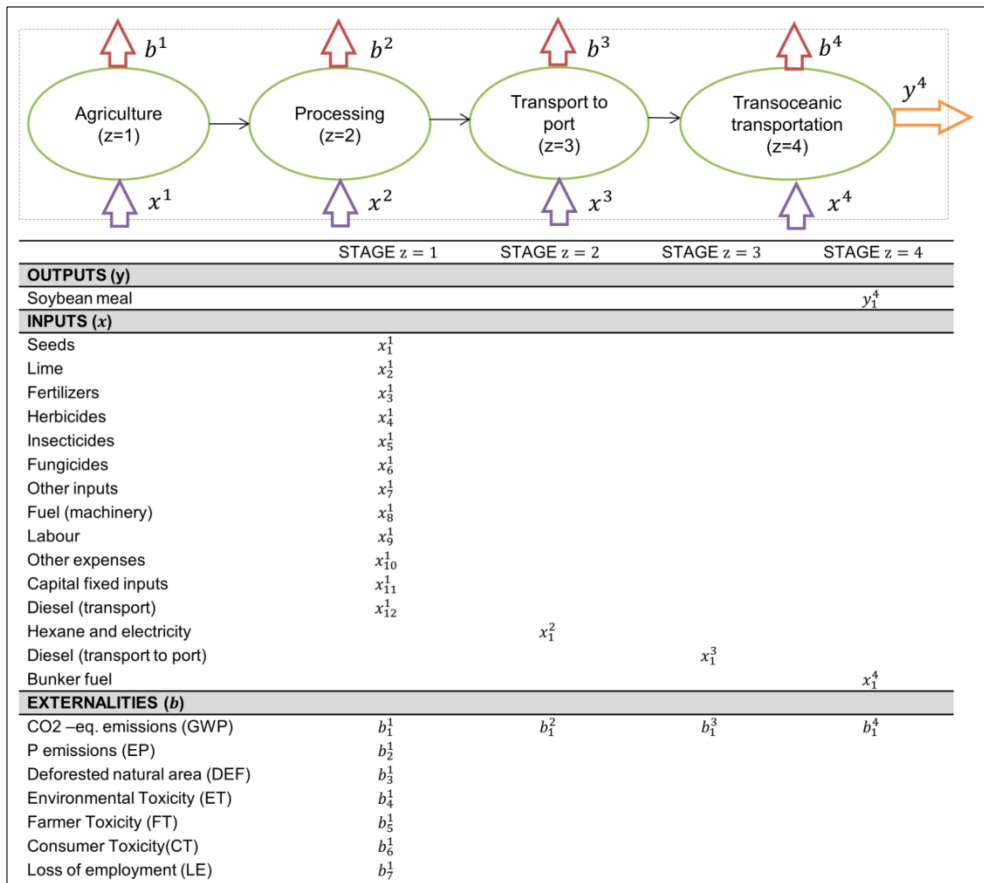 b¹ b² b³ b⁴
y⁴
Agriculture
(z=1)
Processing
(z=2)
Transport to
port
(z=3)
Transoceanic
transportation
(z=4)
x¹ x² x³ x⁴
STAGE z = 1 STAGE z = 2 STAGE z = 3 STAGE z = 4
OUTPUTS (y)
Soybean meal y₁⁴
INPUTS (x)
Seeds x₁¹
Lime x₂¹
Fertilizers x₃¹
Herbicides x₄¹
Insecticides x₅¹
Fungicides x₆¹
Other inputs x₇¹
Fuel (machinery) x₈¹
Labour x₉¹
Other expenses x₁₀¹
Capital fixed inputs x₁₁¹
Diesel (transport) x₁₂¹
Hexane and electricity x₁²
Diesel (transport to port) x₁³
Bunker fuel x₁⁴
EXTERNALITIES (b)
CO2 –eq. emissions (GWP) b₁¹ b₁² b₁³ b₁⁴
P emissions (EP) b₂¹
Deforested natural area (DEF) b₃¹
Environmental Toxicity (ET) b₄¹
Farmer Toxicity (FT) b₅¹
Consumer Toxicity(CT) b₆¹
Loss of employment (LE) b₇¹